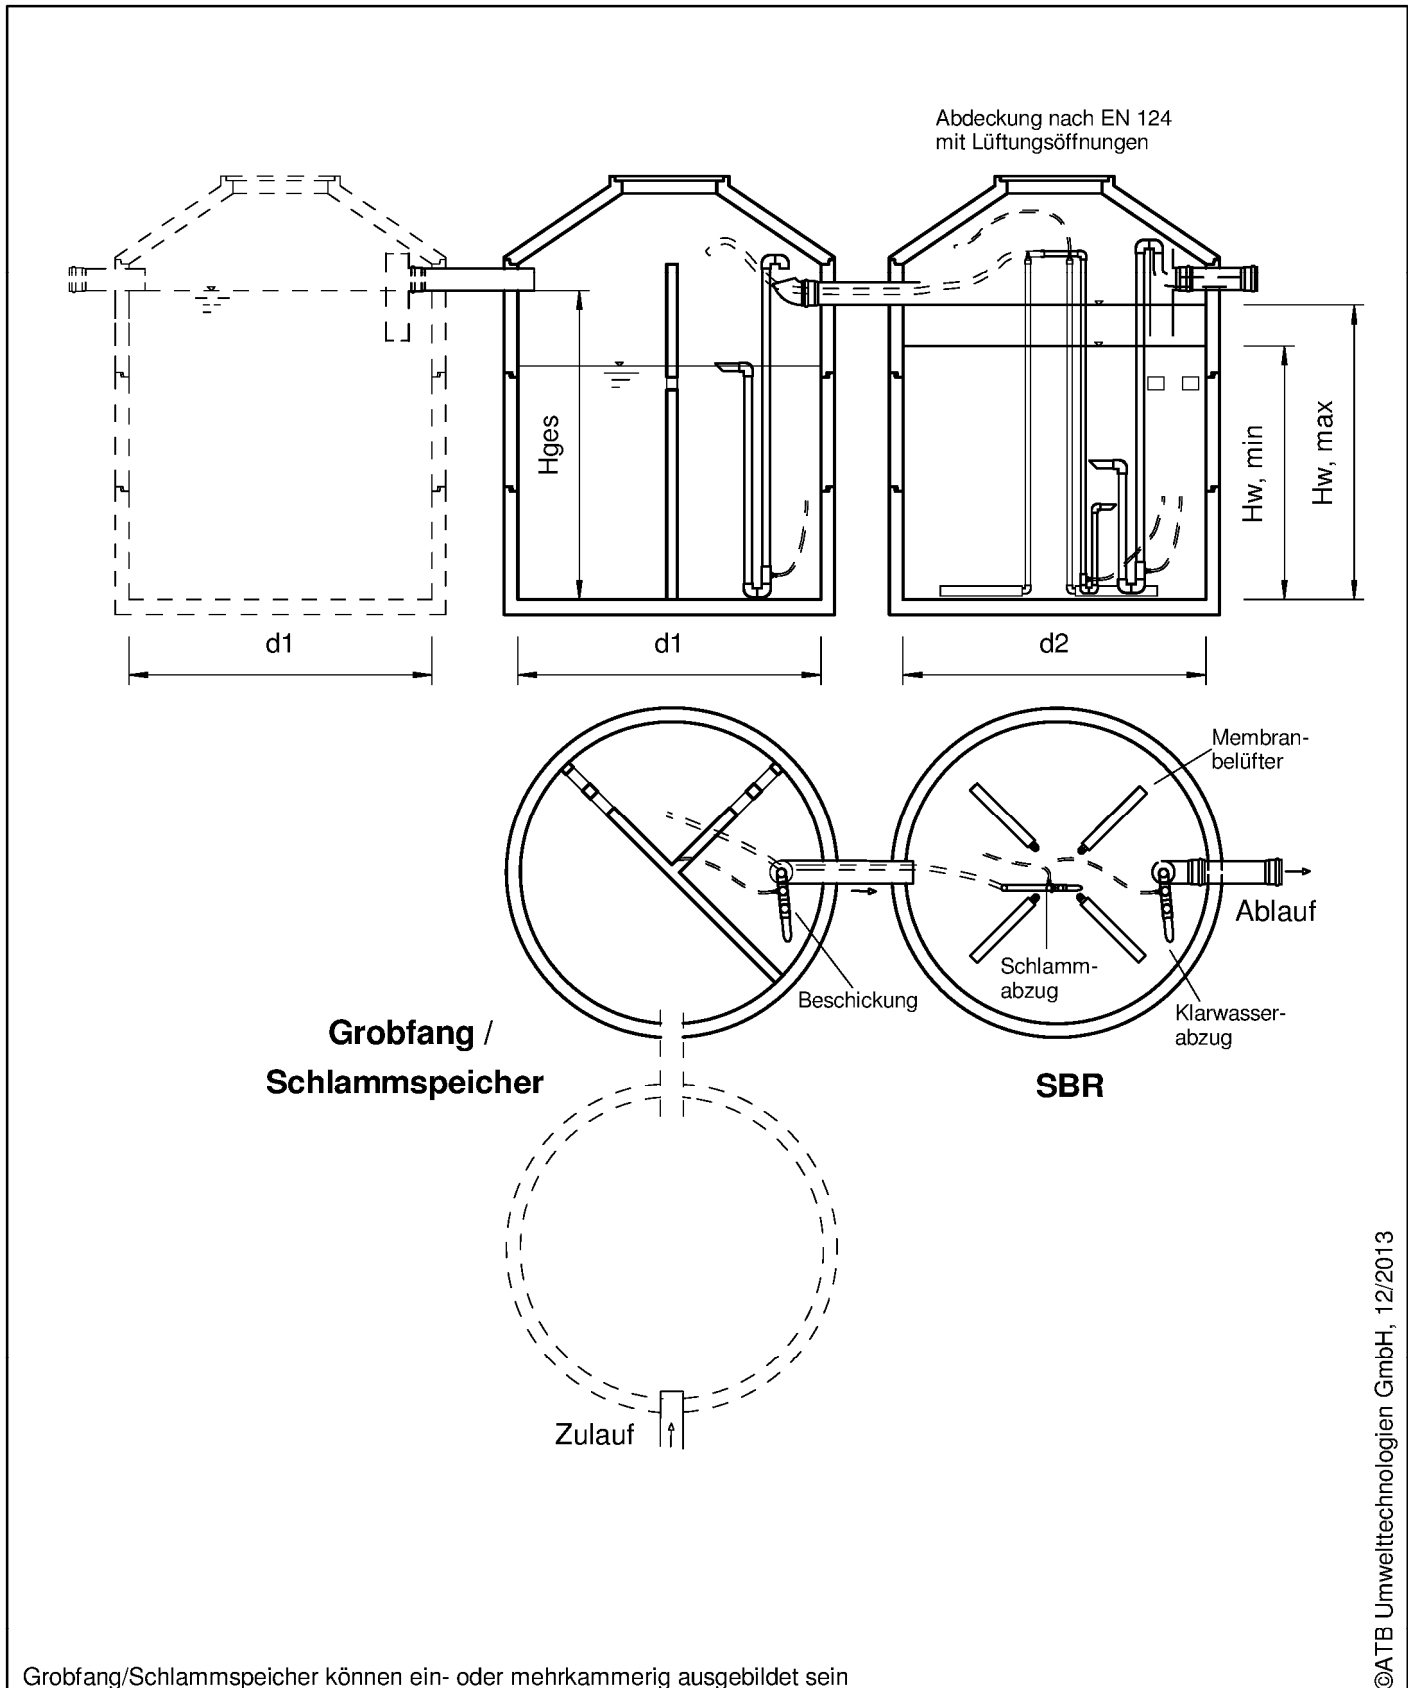 Abdeckung nach EN 124
mit Lüftungsöffnungen
Hges
Hw, min
Hw, max
d1
d1
d2
Membran-
belüfter
Ablauf
Schlamm-
abzug
Beschickung
Klarwasser-
abzug
Grobfang /
Schlammspeicher
SBR
Zulauf
©ATB Umwelttechnologien GmbH, 12/2013
Grobfang/Schlammspeicher können ein- oder mehrkammerig ausgebildet sein